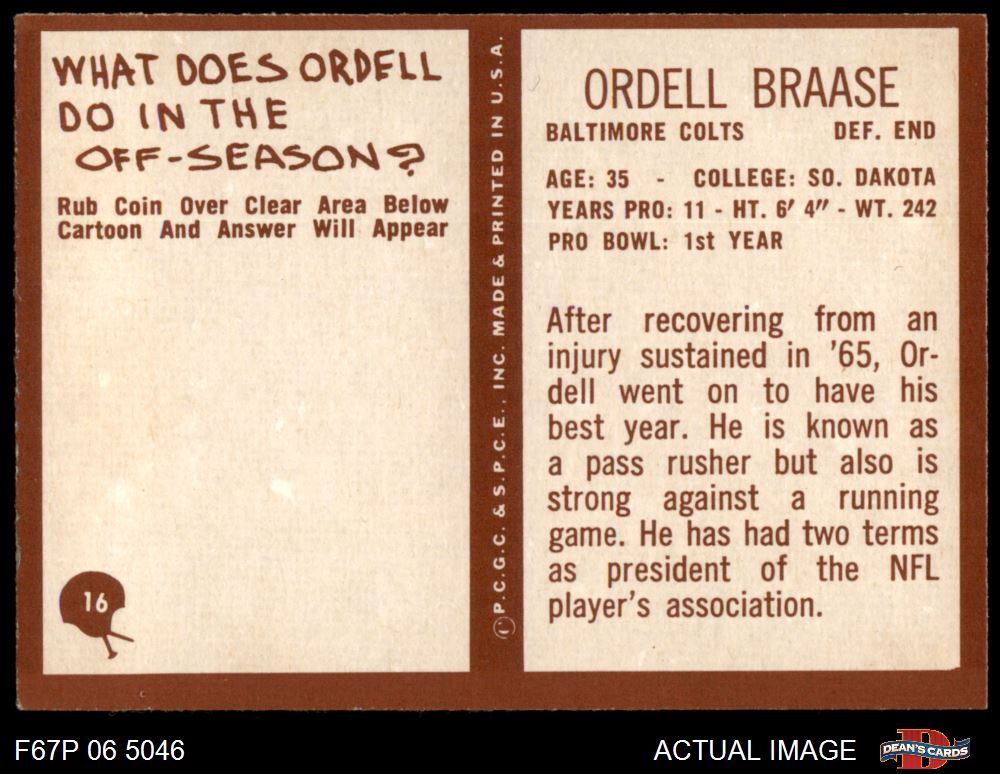 WHAT DOES ORDELL
DO IN THE
OFF-SEASON?
Rub Coin Over Clear Area Below
Cartoon And Answer Will Appear
16
©P.C.G.C. & S.P.C.E., INC. MADE & PRINTED IN U.S.A.
ORDELL BRAASE
BALTIMORE COLTS DEF. END
AGE: 35 - COLLEGE: SO. DAKOTA
YEARS PRO: 11 - HT. 6′ 4″ - WT. 242
PRO BOWL: 1st YEAR
After recovering from an
injury sustained in ’65, Or-
dell went on to have his
best year. He is known as
a pass rusher but also is
strong against a running
game. He has had two terms
as president of the NFL
player’s association.
F67P 06 5046
ACTUAL IMAGE
DEAN'S CARDS